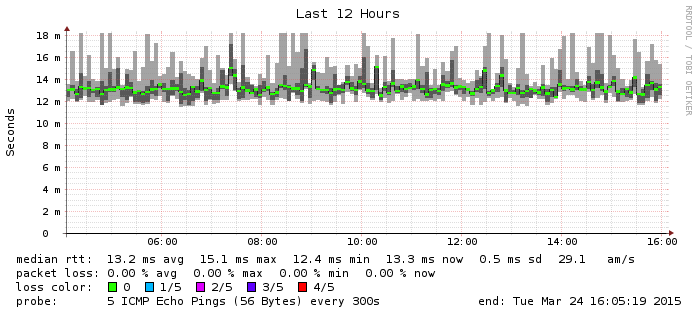 Last 12 Hours
RRDTOOL / TOBI OETIKER
Seconds
18 m
16 m
14 m
12 m
10 m
8 m
6 m
4 m
2 m
0
06:00 08:00 10:00 12:00 14:00 16:00
median rtt: 13.2 ms avg 15.1 ms max 12.4 ms min 13.3 ms now 0.5 ms sd 29.1 am/s
packet loss: 0.00 % avg 0.00 % max 0.00 % min 0.00 % now
loss color: 0 1/5 2/5 3/5 4/5
probe: 5 ICMP Echo Pings (56 Bytes) every 300s end: Tue Mar 24 16:05:19 2015